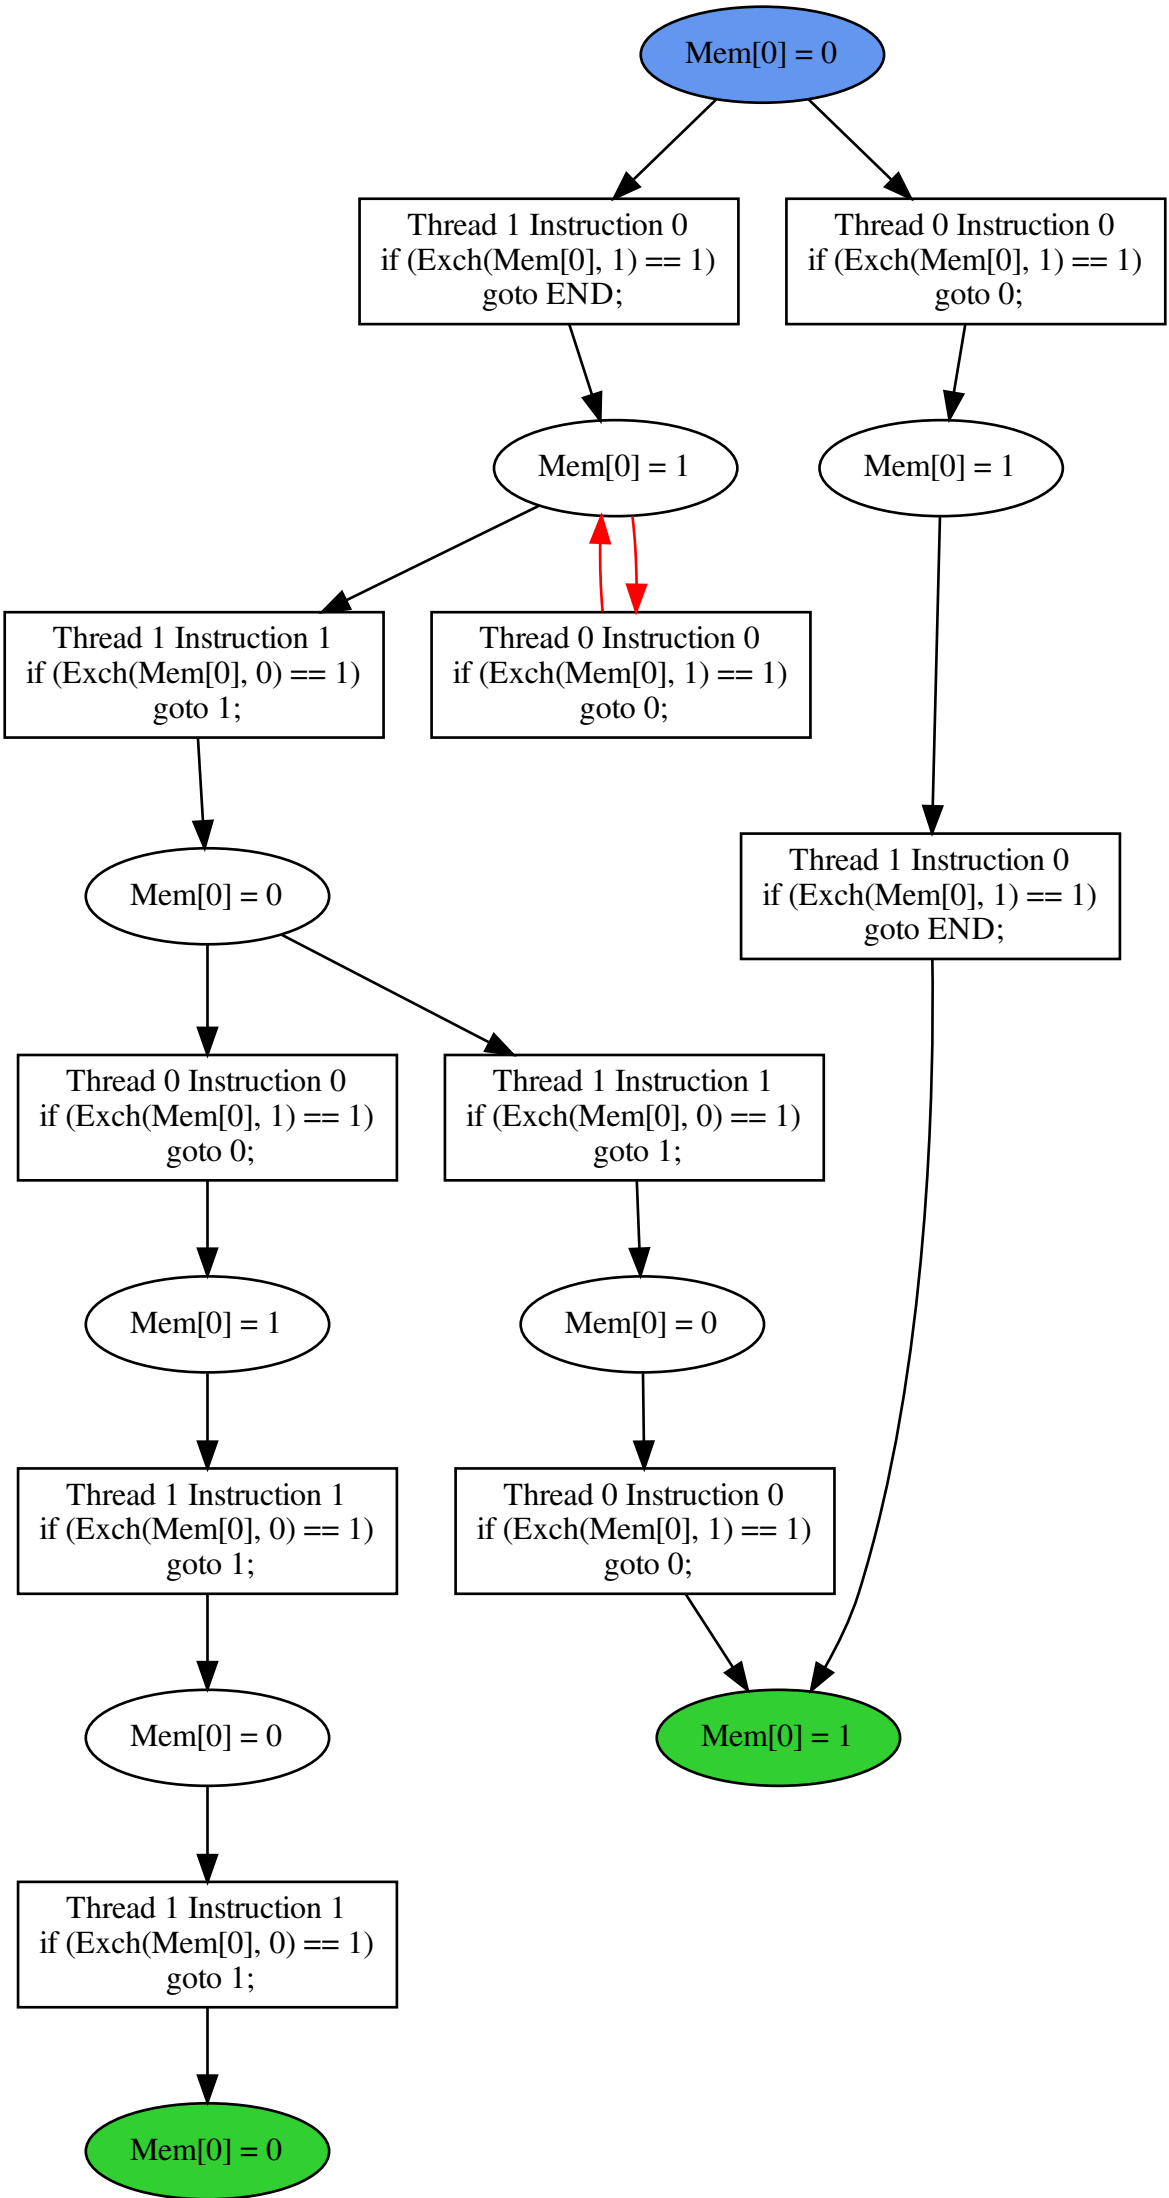 Mem[0] = 0
Thread 1 Instruction 0
if (Exch(Mem[0], 1) == 1)
goto END;
Thread 0 Instruction 0
if (Exch(Mem[0], 1) == 1)
goto 0;
Mem[0] = 1
Mem[0] = 1
Thread 1 Instruction 1
if (Exch(Mem[0], 0) == 1)
goto 1;
Thread 0 Instruction 0
if (Exch(Mem[0], 1) == 1)
goto 0;
Mem[0] = 0
Thread 1 Instruction 0
if (Exch(Mem[0], 1) == 1)
goto END;
Thread 0 Instruction 0
if (Exch(Mem[0], 1) == 1)
goto 0;
Thread 1 Instruction 1
if (Exch(Mem[0], 0) == 1)
goto 1;
Mem[0] = 1
Mem[0] = 0
Thread 1 Instruction 1
if (Exch(Mem[0], 0) == 1)
goto 1;
Thread 0 Instruction 0
if (Exch(Mem[0], 1) == 1)
goto 0;
Mem[0] = 0
Mem[0] = 1
Thread 1 Instruction 1
if (Exch(Mem[0], 0) == 1)
goto 1;
Mem[0] = 0